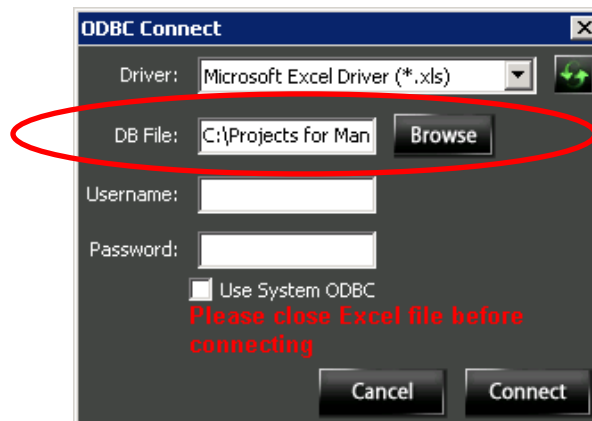 ODBC Connect
Driver: Microsoft Excel Driver (*.xls)
DB File: C:\Projects for Man Browse
Username:
Password:
Use System ODBC
Please close Excel file before
connecting
Cancel Connect